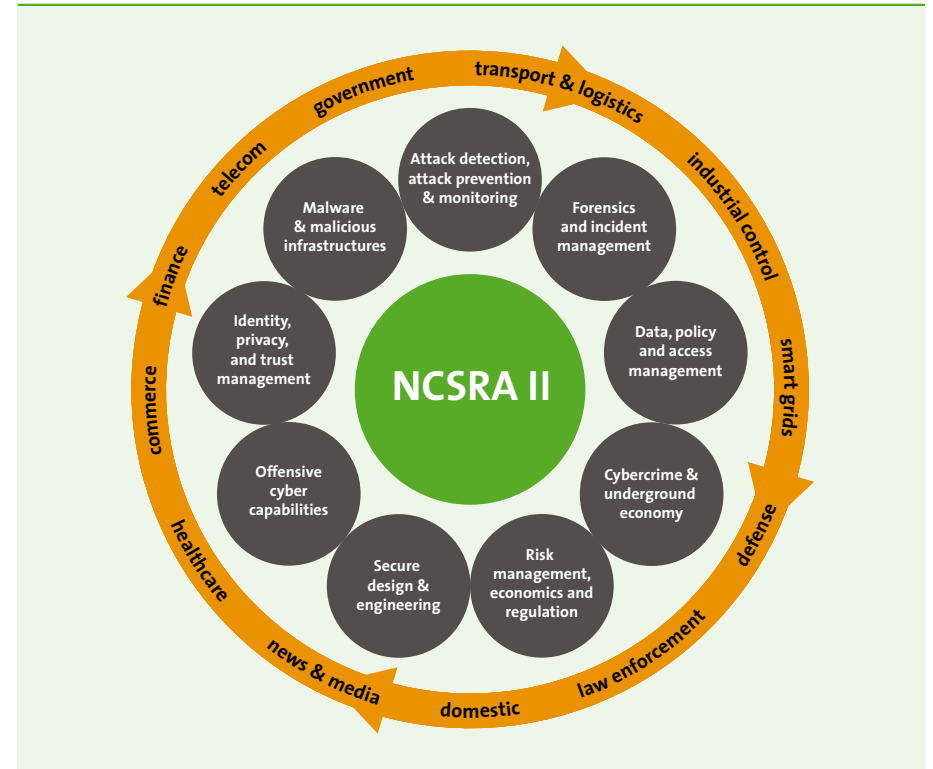 government
transport & logistics
industrial control
smart grids
defense
law enforcement
domestic
news & media
healthcare
commerce
finance
telecom
Attack detection,
attack prevention
& monitoring
Forensics
and incident
management
Data, policy
and access
management
Cybercrime &
underground
economy
Risk
management,
economics and
regulation
Secure
design &
engineering
Offensive
cyber
capabilities
Identity,
privacy,
and trust
management
Malware
& malicious
infrastructures
NCSRA II